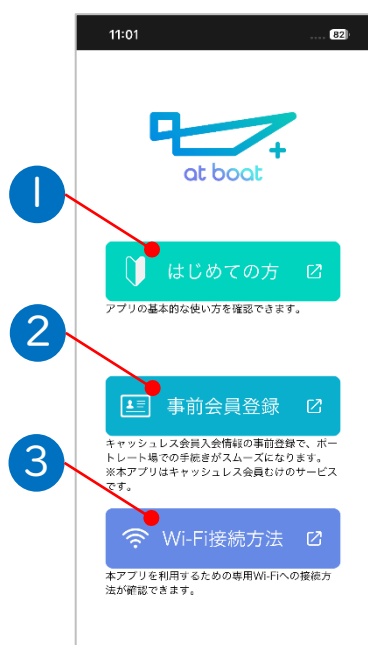 11:01
82
at boat
1
はじめての方
アプリの基本的な使い方を確認できます。
2
事前会員登録
キャッシュレス会員入会情報の事前登録で、ボー
トレート場での手続きがスムーズになります。
※本アプリはキャッシュレス会員むけのサービス
です。
3
Wi-Fi接続方法
本アプリを利用するための専用Wi-Fiへの接続方
法が確認できます。